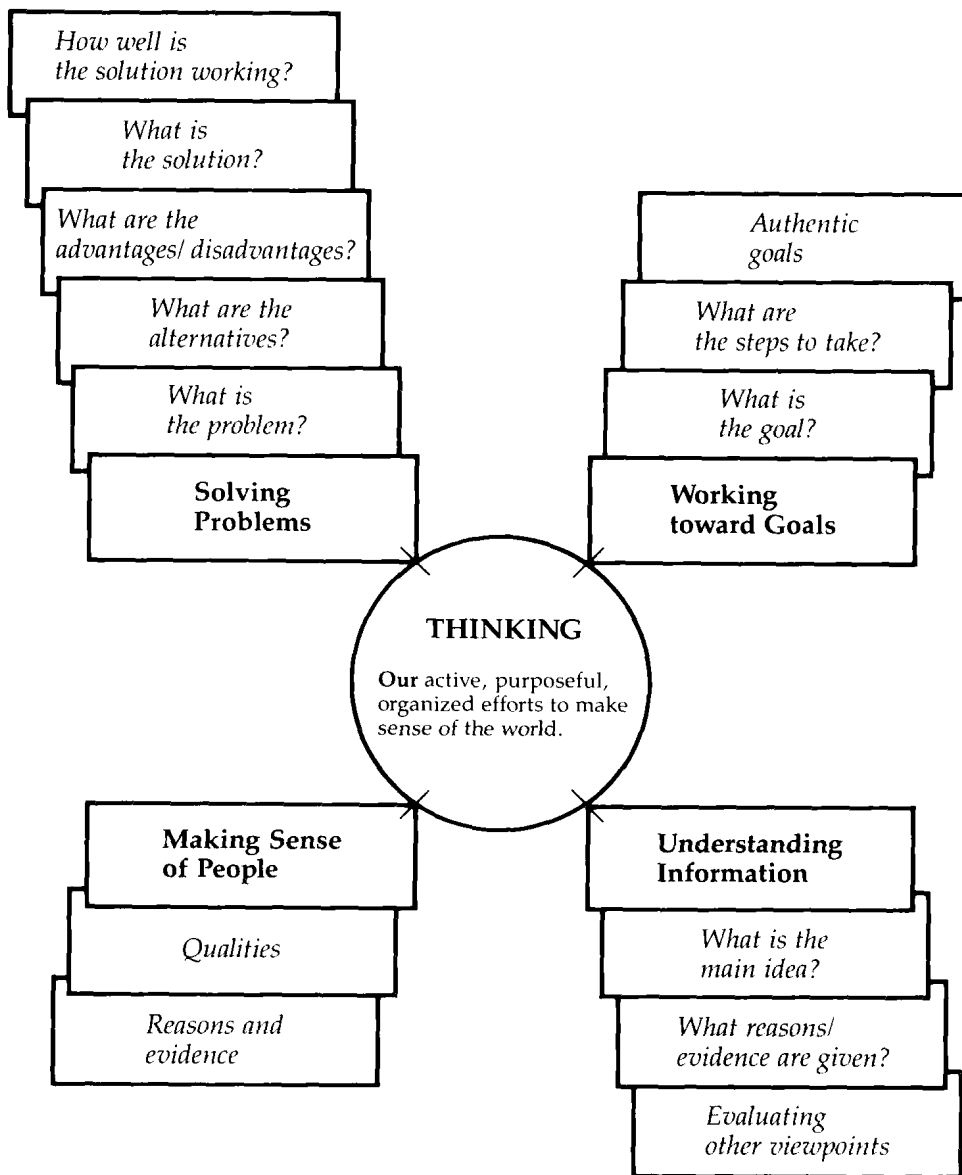 How well is
the solution working?
What is
the solution?
What are the
advantages/ disadvantages?
What are the
alternatives?
What is
the problem?
Solving
Problems
Authentic
goals
What are
the steps to take?
What is
the goal?
Working
toward Goals
THINKING
Our active, purposeful,
organized efforts to make
sense of the world.
Making Sense
of People
Qualities
Reasons and
evidence
Understanding
Information
What is the
main idea?
What reasons/
evidence are given?
Evaluating
other viewpoints